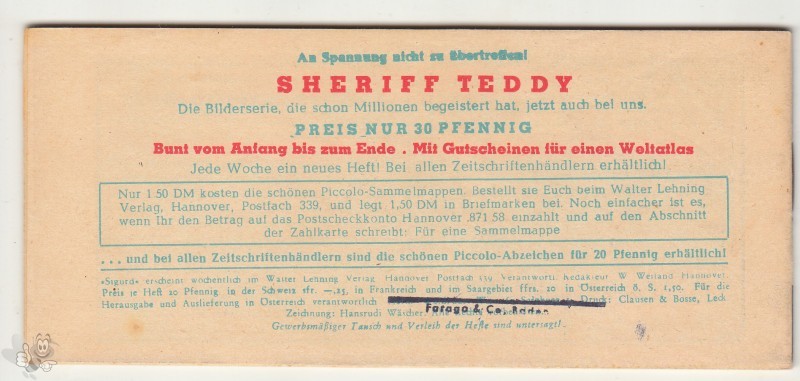 An Spannung nicht zu übertreffen!
SHERIFF TEDDY
Die Bilderserie, die schon Millionen begeistert hat, jetzt auch bei uns.
PREIS NUR 30 PFENNIG
Bunt vom Anfang bis zum Ende . Mit Gutscheinen für einen Weltatlas
Jede Woche ein neues Heft! Bei allen Zeitschriftenhändlern erhältlich!
Nur 1.50 DM kosten die schönen Piccolo-Sammelmappen. Bestellt sie Euch beim Walter Lehning
Verlag, Hannover, Postfach 339, und legt 1,50 DM in Briefmarken bei. Noch einfacher ist es,
wenn Ihr den Betrag auf das Postscheckkonto Hannover 871 58 einzahlt und auf den Abschnitt
der Zahlkarte schreibt: Für eine Sammelmappe
... und bei allen Zeitschriftenhändlern sind die schönen Piccolo-Abzeichen für 20 Pfennig erhältlich!
»Sigurd« erscheint wöchentlich im Walter Lehning Verlag Hannover Postfach 339 Verantwortl. Redakteur W Weiland Hannover.
Preis je Heft 20 Pfennig, in der Schweiz sfr. —.25, in Frankreich und im Saargebiet ffrs. 20 in Österreich ö. S. 1,50. Für die
Herausgabe und Auslieferung in Österreich verantwortlich Druck: Clausen & Bosse, Leck
Farago & Co. Baden
Zeichnung: Hansrudi Wäscher.
Gewerbsmäßiger Tausch und Verleih der Hefte sind untersagt!